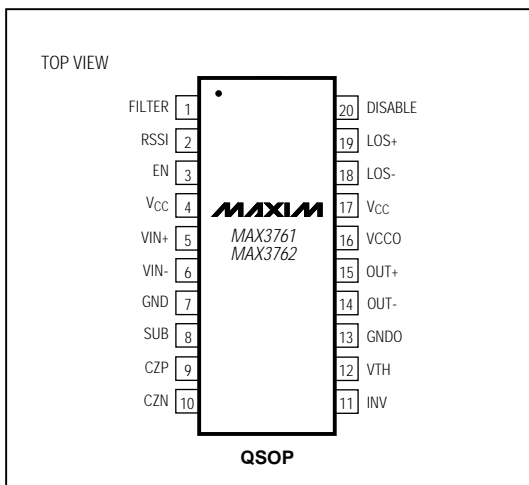 TOP VIEW
FILTER 1
RSSI 2
EN 3
VCC 4
VIN+ 5
VIN- 6
GND 7
SUB 8
CZP 9
CZN 10
MAXIM
MAX3761
MAX3762
20 DISABLE
19 LOS+
18 LOS-
17 VCC
16 VCCO
15 OUT+
14 OUT-
13 GNDO
12 VTH
11 INV
QSOP